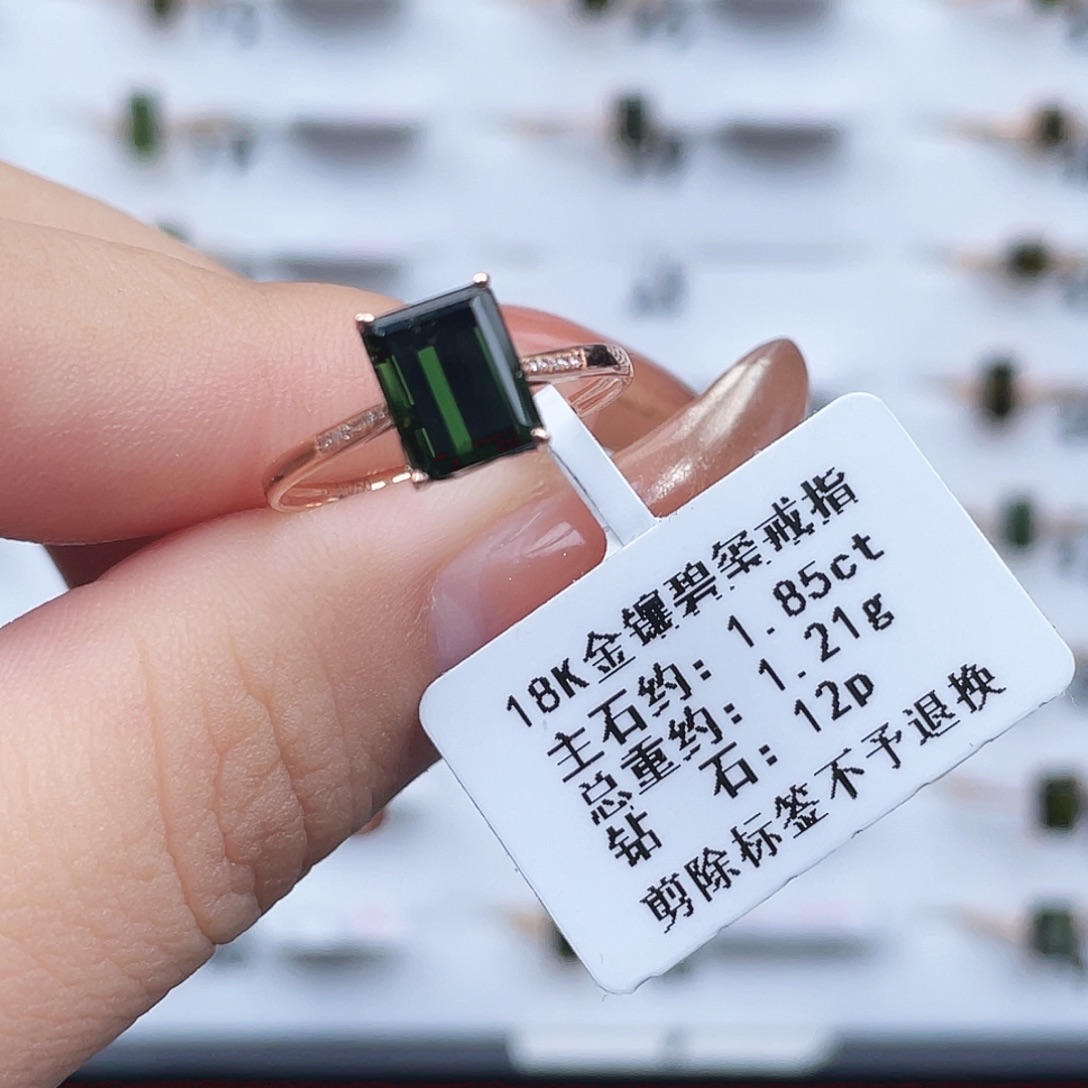 18K金镶碧玺戒指
主石约: 1.85ct
总重约: 1.21g
钻 石: 12p
剪除标签不予退换